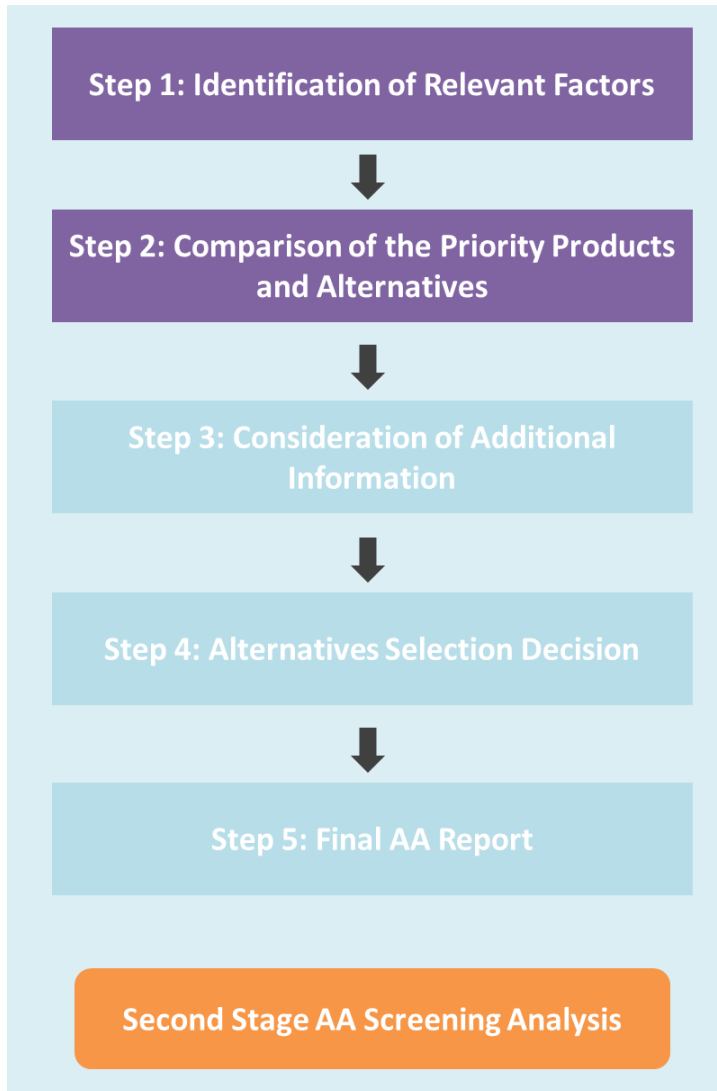 Step 1: Identification of Relevant Factors
Step 2: Comparison of the Priority Products
and Alternatives
Step 3: Consideration of Additional
Information
Step 4: Alternatives Selection Decision
Step 5: Final AA Report
Second Stage AA Screening Analysis